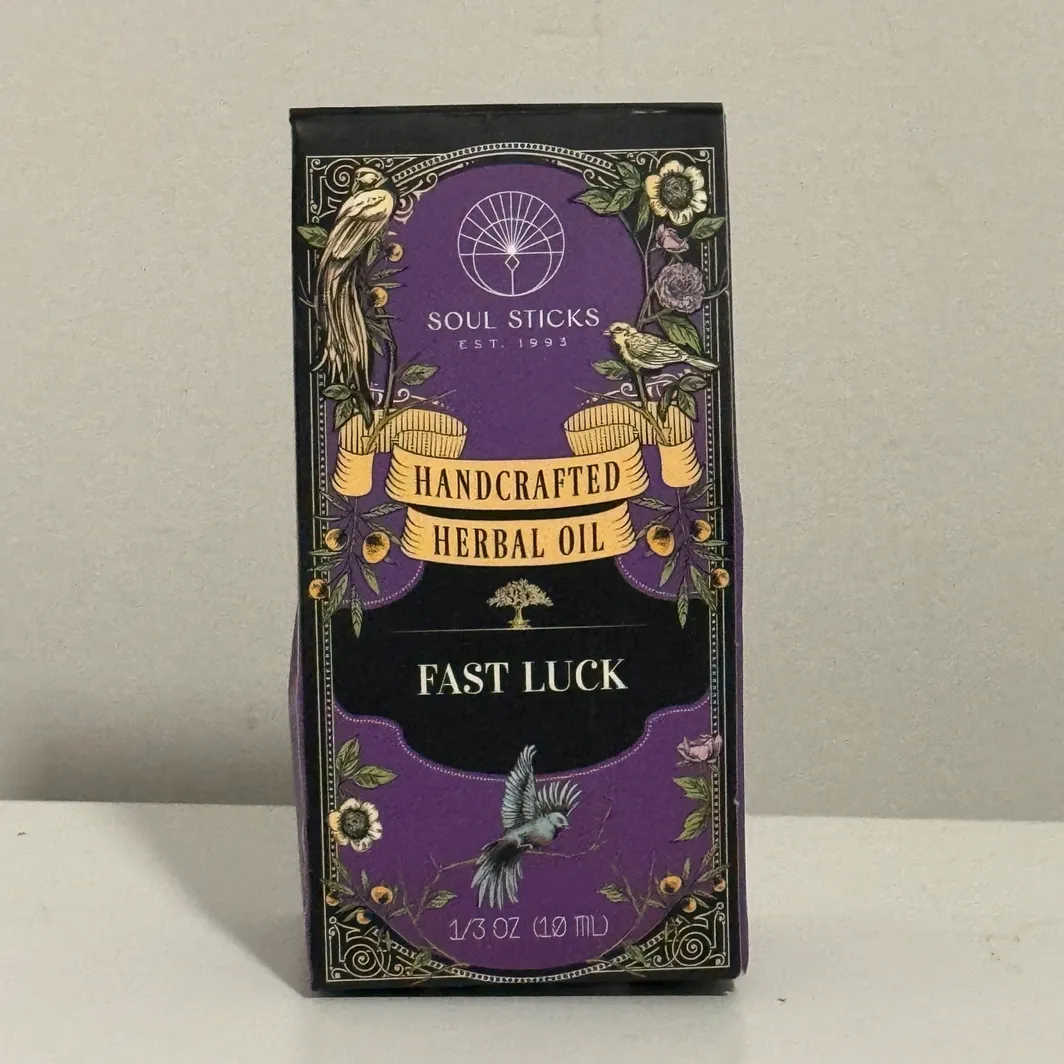 SOUL STICKS
EST. 1993
HANDCRAFTED
HERBAL OIL
FAST LUCK
1/3 OZ (10 ML)